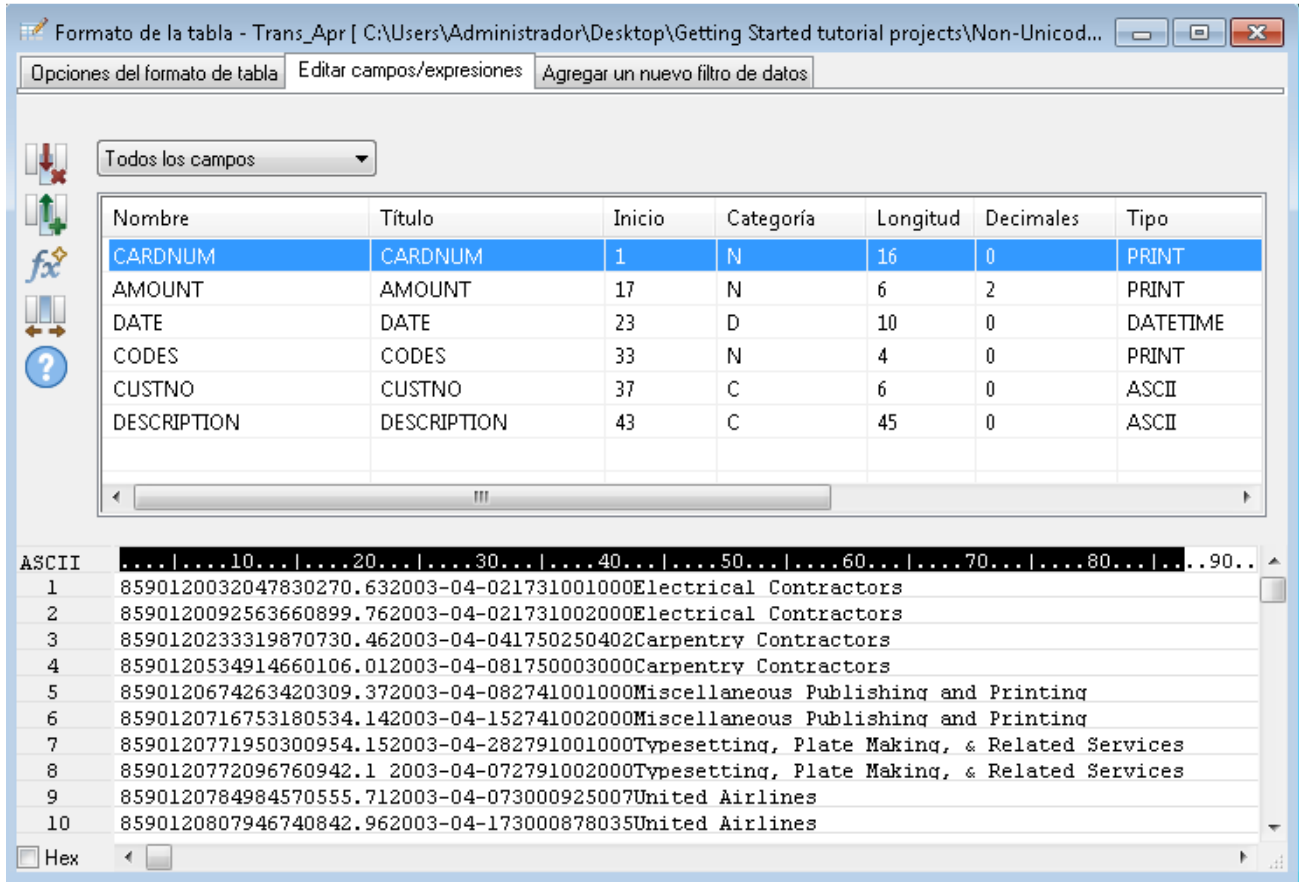 Formato de la tabla - Trans_Apr [ C:\Users\Administrador\Desktop\Getting Started tutorial projects\Non-Unicod...
Opciones del formato de tabla Editar campos/expresiones Agregar un nuevo filtro de datos
Todos los campos
Nombre Título Inicio Categoría Longitud Decimales Tipo
CARDNUM CARDNUM 1 N 16 0 PRINT
AMOUNT AMOUNT 17 N 6 2 PRINT
DATE DATE 23 D 10 0 DATETIME
CODES CODES 33 N 4 0 PRINT
CUSTNO CUSTNO 37 C 6 0 ASCII
DESCRIPTION DESCRIPTION 43 C 45 0 ASCII
ASCII ....|....10...|....20...|....30...|....40...|....50...|....60...|....70...|....80...|....90..
1 8590120032047830270.632003-04-021731001000Electrical Contractors
2 8590120092563660899.762003-04-021731002000Electrical Contractors
3 8590120233319870730.462003-04-041750250402Carpentry Contractors
4 8590120534914660106.012003-04-081750003000Carpentry Contractors
5 8590120674263420309.372003-04-082741001000Miscellaneous Publishing and Printing
6 8590120716753180534.142003-04-152741002000Miscellaneous Publishing and Printing
7 8590120771950300954.152003-04-282791001000Typesetting, Plate Making, & Related Services
8 8590120772096760942.1 2003-04-072791002000Typesetting, Plate Making, & Related Services
9 8590120784984570555.712003-04-073000925007United Airlines
10 8590120807946740842.962003-04-173000878035United Airlines
Hex